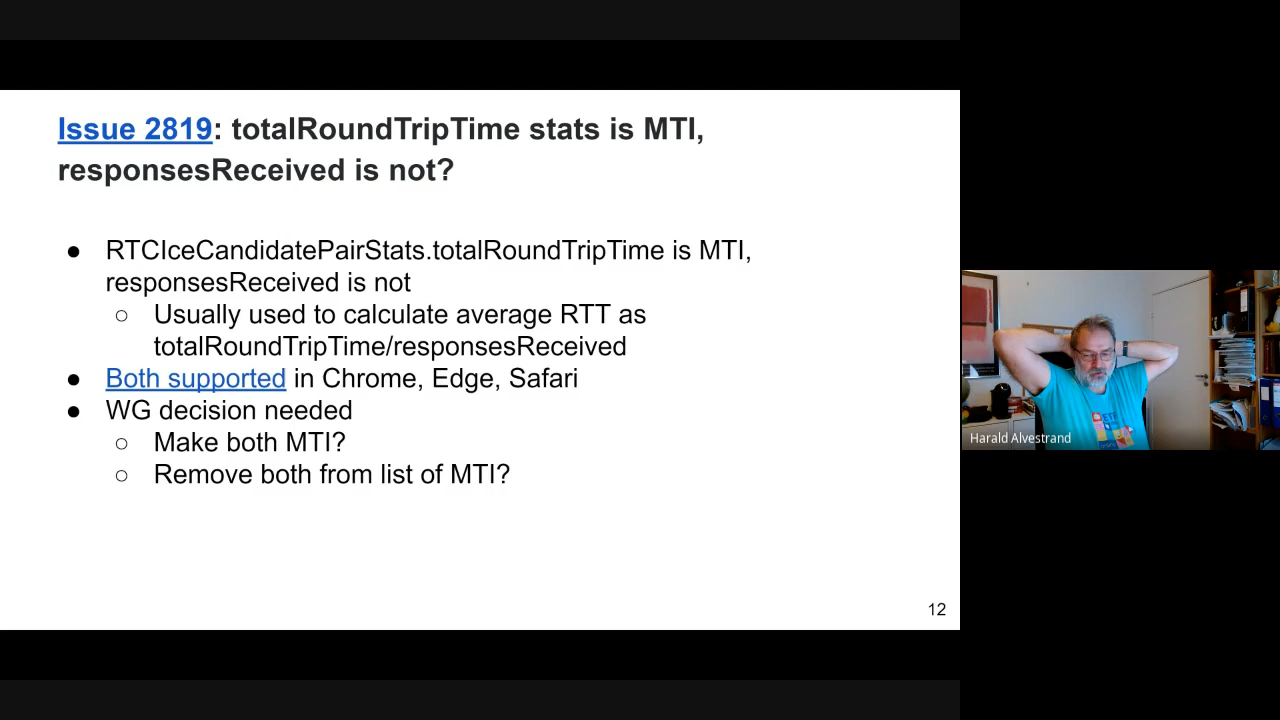 Issue 2819: totalRoundTripTime stats is MTI,
responsesReceived is not?
● RTCIceCandidatePairStats.totalRoundTripTime is MTI,
responsesReceived is not
○ Usually used to calculate average RTT as
totalRoundTripTime/responsesReceived
● Both supported in Chrome, Edge, Safari
● WG decision needed
○ Make both MTI?
○ Remove both from list of MTI?
12
Harald Alvestrand